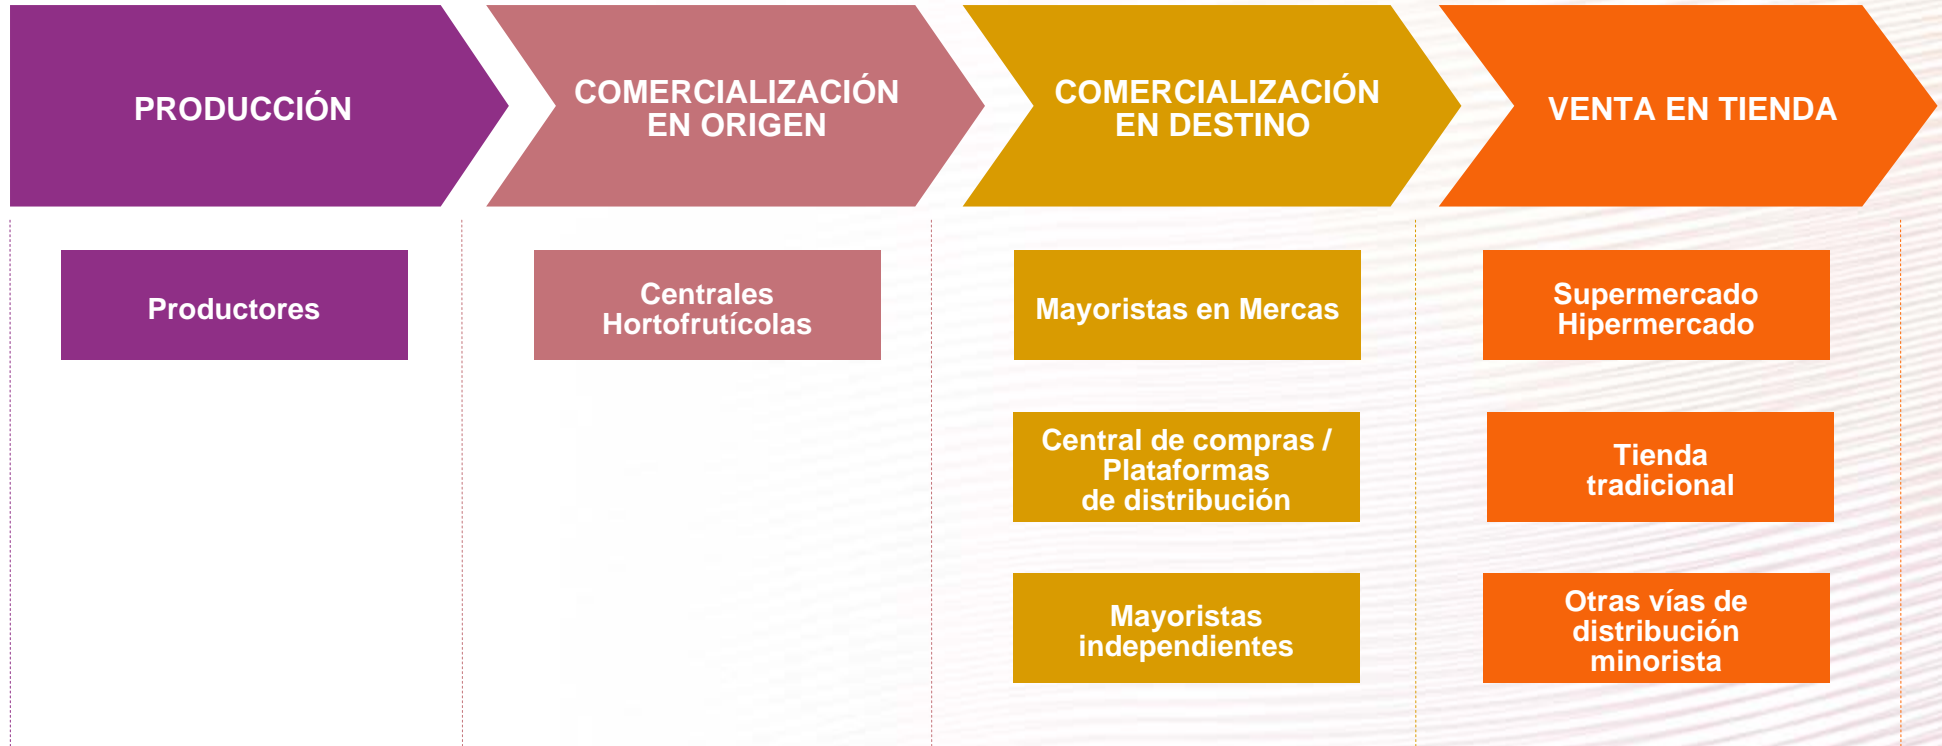 PRODUCCIÓN
COMERCIALIZACIÓN
EN ORIGEN
COMERCIALIZACIÓN
EN DESTINO
VENTA EN TIENDA
Productores
Centrales
Hortofrutícolas
Mayoristas en Mercas
Supermercado
Hipermercado
Central de compras /
Plataformas
de distribución
Tienda
tradicional
Mayoristas
independientes
Otras vías de
distribución
minorista